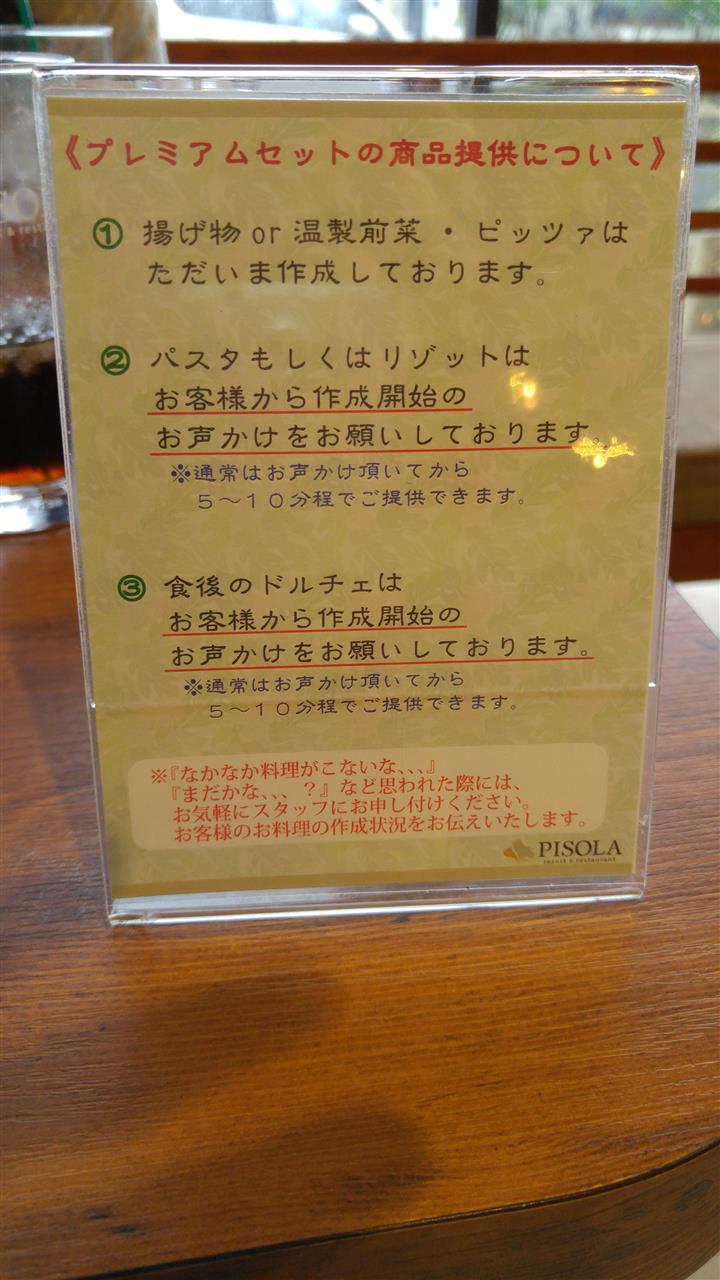 《プレミアムセットの商品提供について》
① 揚げ物 or 温製前菜 ・ ピッツァは
ただいま作成しております。
② パスタもしくはリゾットは
お客様から作成開始の
お声かけをお願いしております。
※通常はお声かけ頂いてから
５～１０分程でご提供できます。
③ 食後のドルチェは
お客様から作成開始の
お声かけをお願いしております。
※通常はお声かけ頂いてから
５～１０分程でご提供できます。
※『なかなか料理がこないな､､､』
『まだかな､､､ ？』など思われた際には、
お気軽にスタッフにお申し付けください。
お客様のお料理の作成状況をお伝えいたします。
PISOLA
resort & restaurant